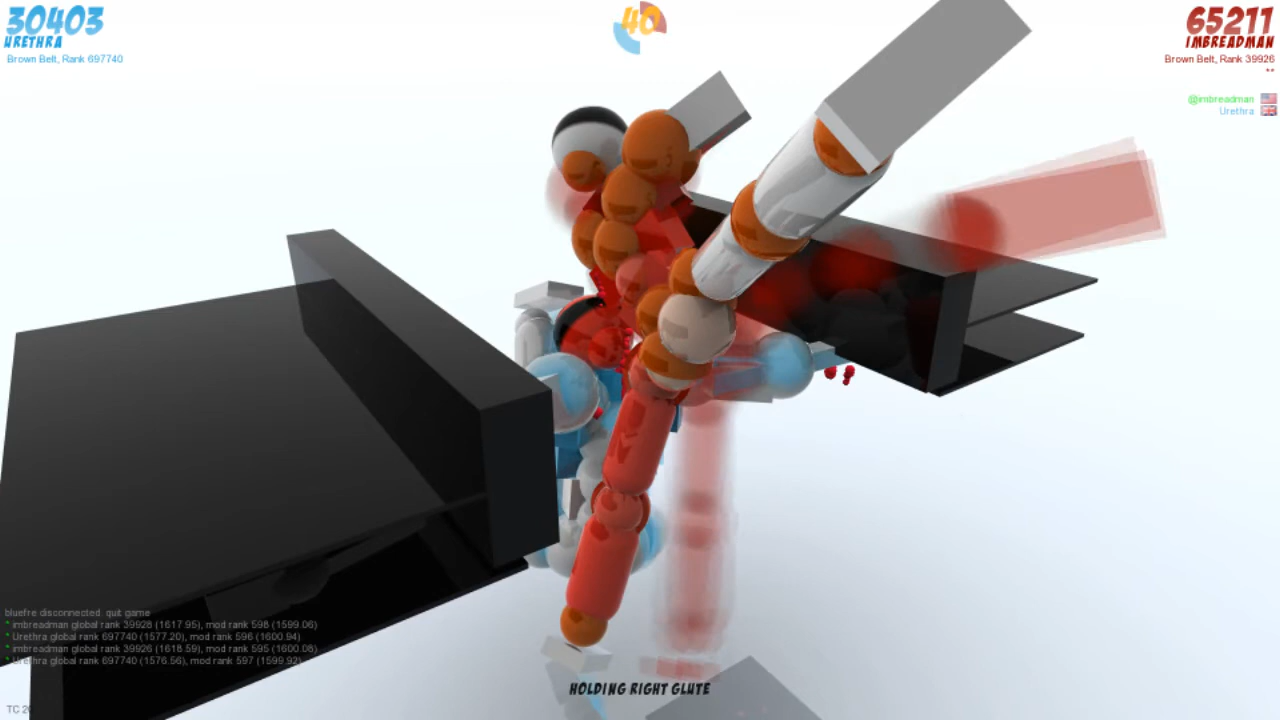 30403
URETHRA
Brown Belt, Rank 697740
40
65211
IMBREADMAN
Brown Belt, Rank 39926
@imbreadman
Urethra
bluefre disconnected quit game
* imbreadman global rank 39928 (1617.95), mod rank 598 (1599.06)
* Urethra global rank 697740 (1577.20), mod rank 596 (1600.94)
* imbreadman global rank 39926 (1618.59), mod rank 595 (1600.08)
* Urethra global rank 697740 (1576.56), mod rank 597 (1599.92)
HOLDING RIGHT GLUTE
TC